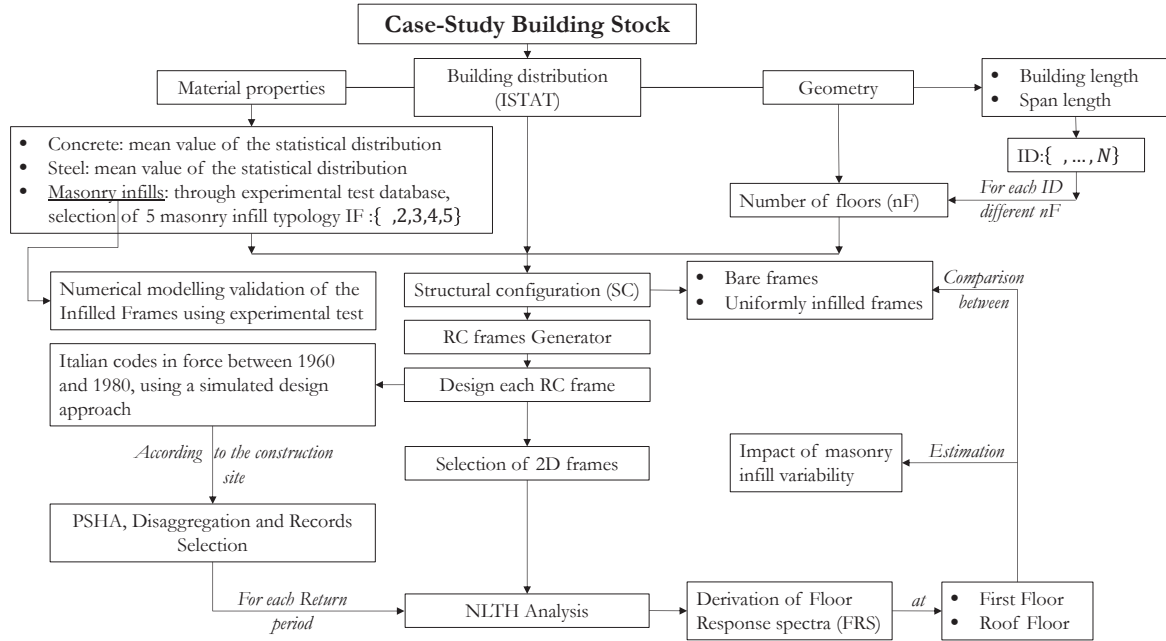 Case-Study Building Stock
Material properties
Building distribution
(ISTAT)
Geometry
• Building length
• Span length
• Concrete: mean value of the statistical distribution
• Steel: mean value of the statistical distribution
• Masonry infills: through experimental test database,
selection of 5 masonry infill typology IF :{ ,2,3,4,5}
ID:{ , ..., N}
For each ID
different nF
Number of floors (nF)
Numerical modelling validation of the
Infilled Frames using experimental test
Structural configuration (SC)
• Bare frames
• Uniformly infilled frames
Comparison
between
RC frames Generator
Italian codes in force between 1960
and 1980, using a simulated design
approach
Design each RC frame
According to the construction
site
Selection of 2D frames
Impact of masonry
infill variability
Estimation
PSHA, Disaggregation and Records
Selection
For each Return
period
NLTH Analysis
Derivation of Floor
Response spectra (FRS)
at
• First Floor
• Roof Floor